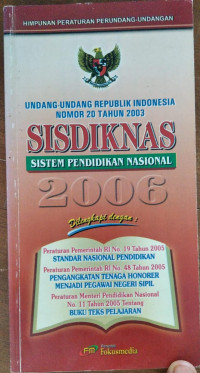 HIMPUNAN PERATURAN PERUNDANG-UNDANGAN
UNDANG-UNDANG REPUBLIK INDONESIA
NOMOR 20 TAHUN 2003
SISDIKNAS
SISTEM PENDIDIKAN NASIONAL
2006
Dilengkapi dengan :
Peraturan Pemerintah RI No. 19 Tahun 2005
STANDAR NASIONAL PENDIDIKAN
Peraturan Pemerintah RI No. 48 Tahun 2005
PENGANGKATAN TENAGA HONORER
MENJADI PEGAWAI NEGERI SIPIL
Peraturan Menteri Pendidikan Nasional
No. 11 Tahun 2005 Tentang
BUKU TEKS PELAJARAN
FM
Fokusmedia